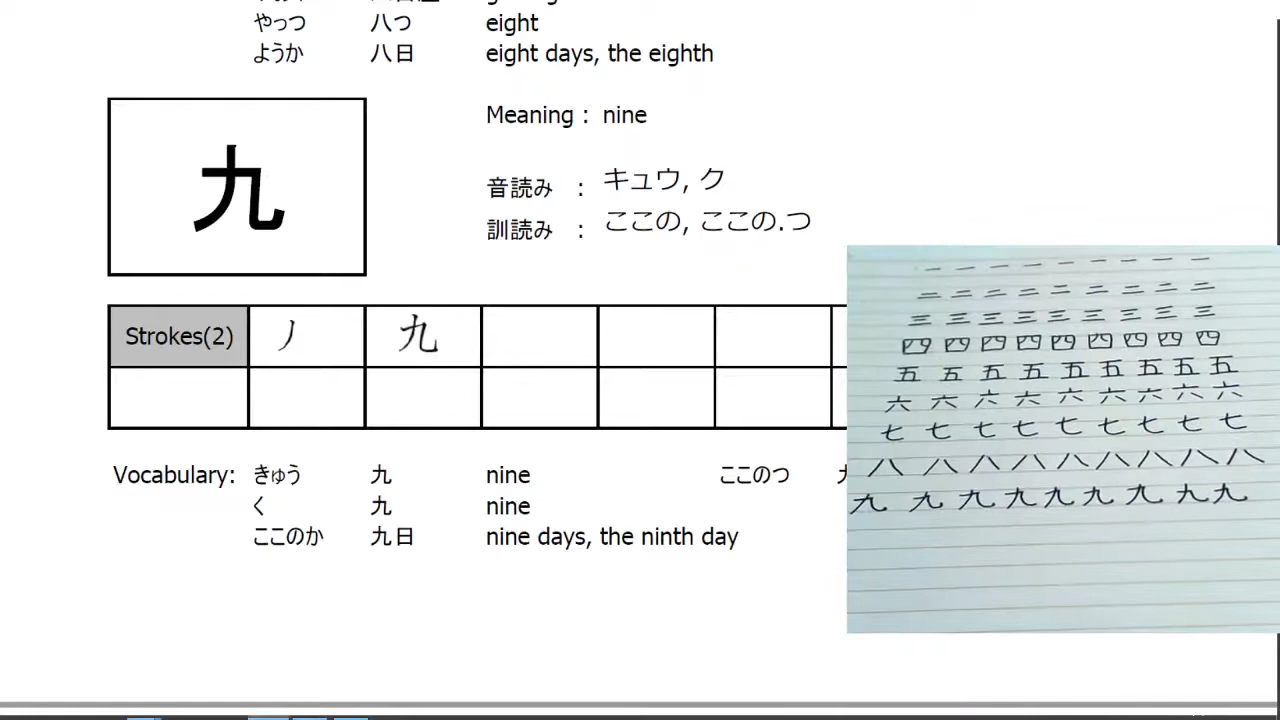 やっつ 八つ eight
ようか 八日 eight days, the eighth
九
Meaning : nine
音読み : キュウ, ク
訓読み : ここの, ここの.つ
Strokes(2) 丿 九
Vocabulary: きゅう 九 nine ここのつ
く 九 nine
ここのか 九日 nine days, the ninth day
一 一 一 一 一 一 一 一 一
二 二 二 二 二 二 二 二 二
三 三 三 三 三 三 三 三 三
四 四 四 四 四 四 四 四 四
五 五 五 五 五 五 五 五 五
六 六 六 六 六 六 六 六 六
七 七 七 七 七 七 七 七 七
八 八 八 八 八 八 八 八 八
九 九 九 九 九 九 九 九 九